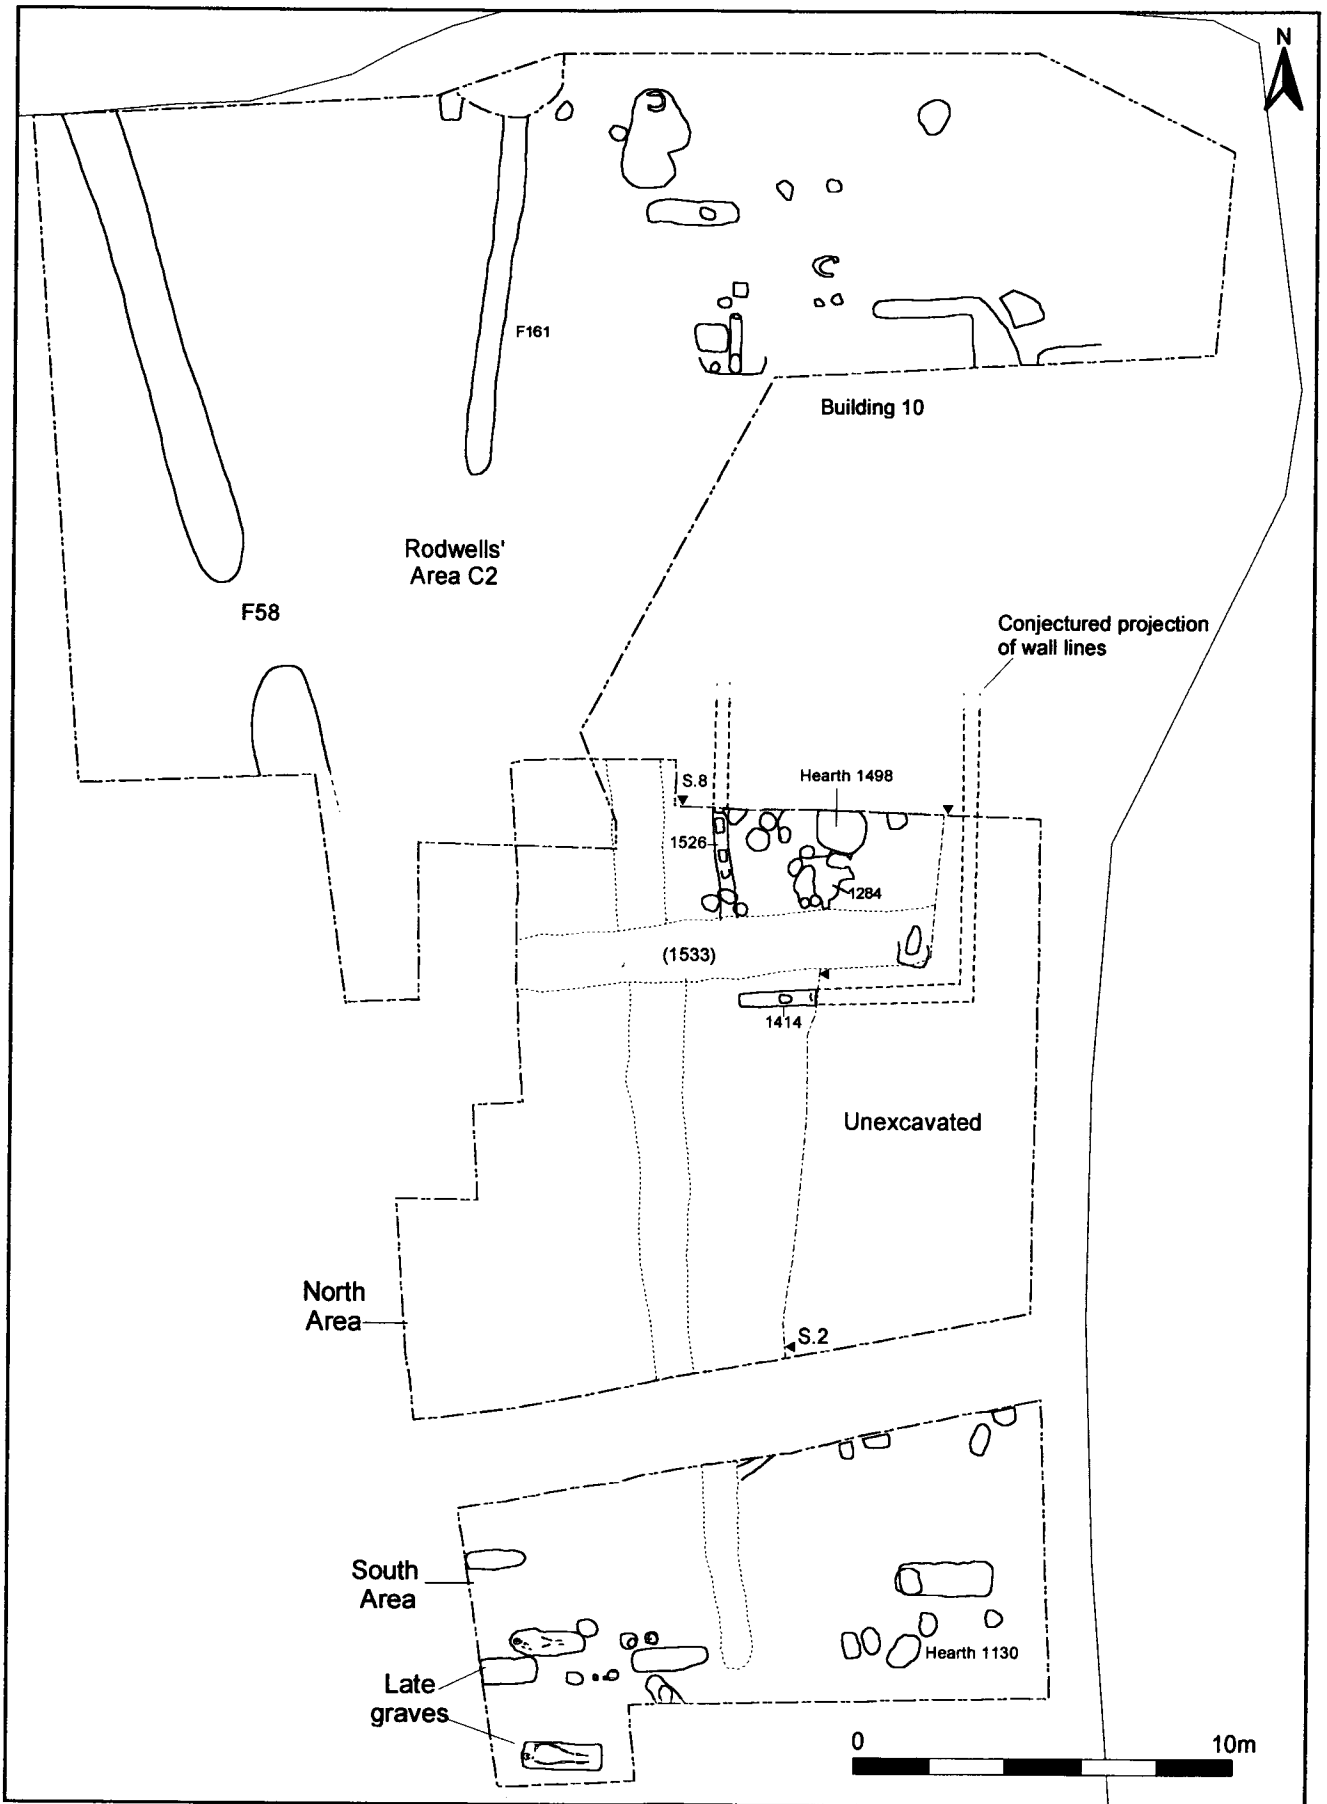 N
F161
Building 10
Rodwells'
Area C2
F58
Conjectured projection
of wall lines
S.8
Hearth 1498
1526
1284
(1533)
1414
Unexcavated
North
Area
S.2
South
Area
Hearth 1130
Late
graves
0 10m